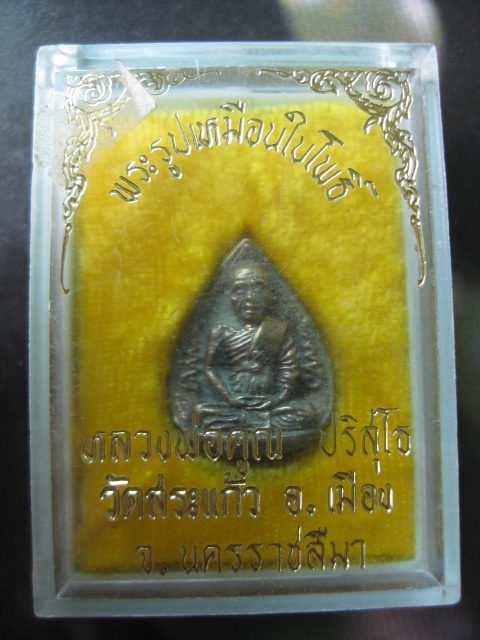 พระรูปเหมือนใบโพธิ์
หลวงพ่อคูณ ปริสุทโธ
วัดสระแก้ว อ.เมือง
จ.นครราชสีมา